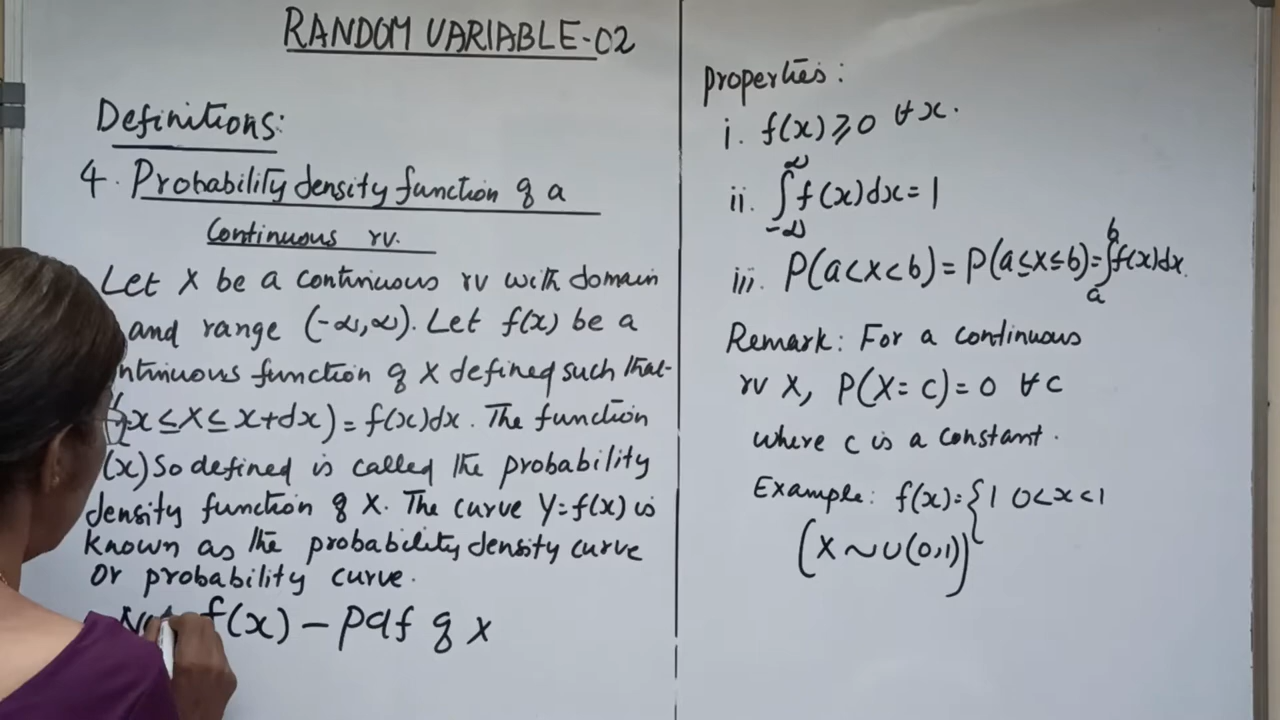 RANDOM VARIABLE-02
Definitions:
4. Probability density function of a
Continuous rv.
Let X be a continuous rv with domain
and range (-∞,∞). Let f(x) be a
ntinuous function of X defined such that
(x ≤ X ≤ x+dx) = f(x)dx. The function
(x) So defined is called the probability
density function of X. The curve Y=f(x) is
known as the probability density curve
Or probability curve.
f(x) – pdf of X
Properties:
i. f(x) ⩾ 0 ∀ x.
ii. ∫_{-∞}^{∞} f(x)dx = 1
iii. P(a<X<b) = P(a≤X≤b) = ∫_a^b f(x)dx.
Remark: For a continuous
rv X, P(X = c) = 0 ∀ c
where c is a constant.
Example: f(x) = { 1 0<x<1
(X ~ U(0,1))